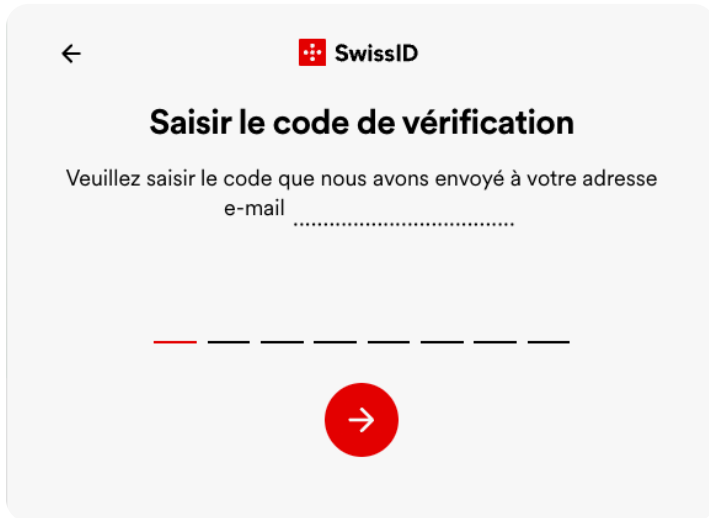 SwissID
Saisir le code de vérification
Veuillez saisir le code que nous avons envoyé à votre adresse
e-mail